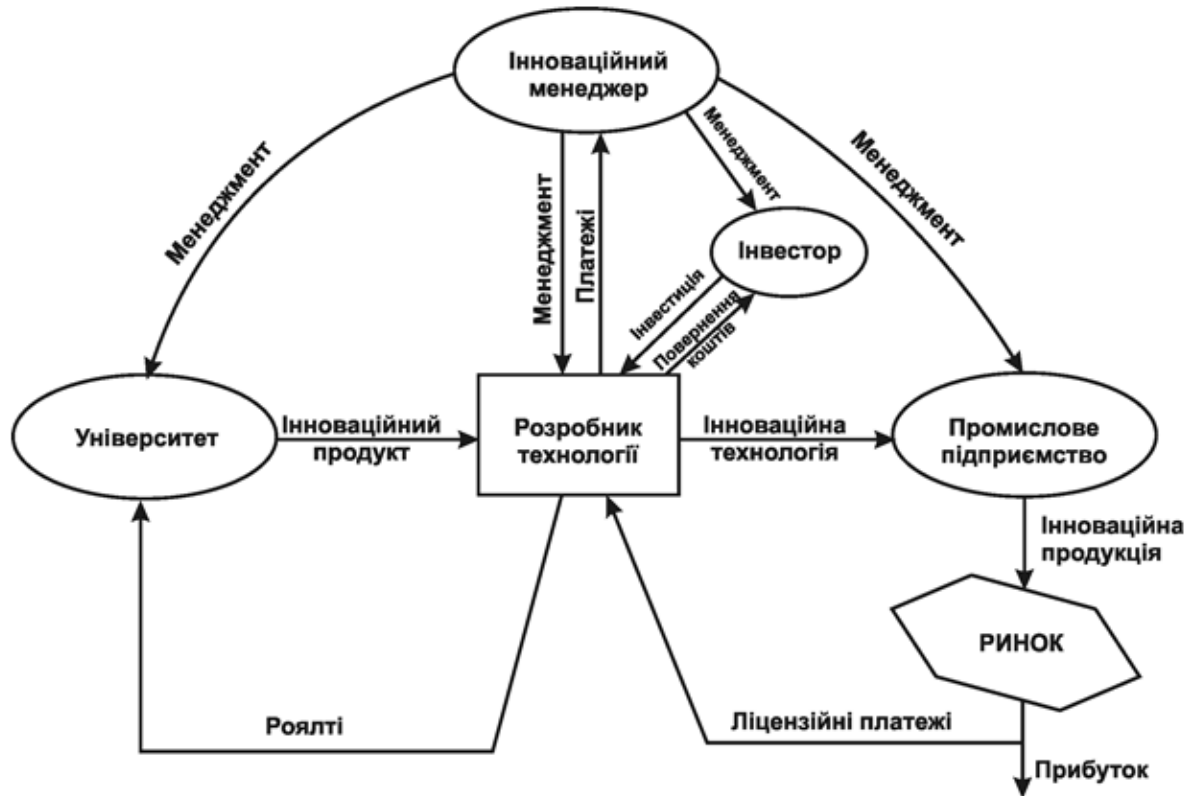 Інноваційний
менеджер
Менеджмент
Менеджмент
Платежі
Менеджмент
Менеджмент
Інвестор
Інвестиція
Повернення
коштів
Університет
Інноваційний
продукт
Розробник
технології
Інноваційна
технологія
Промислове
підприємство
Інноваційна
продукція
РИНОК
Роялті
Ліцензійні платежі
Прибуток